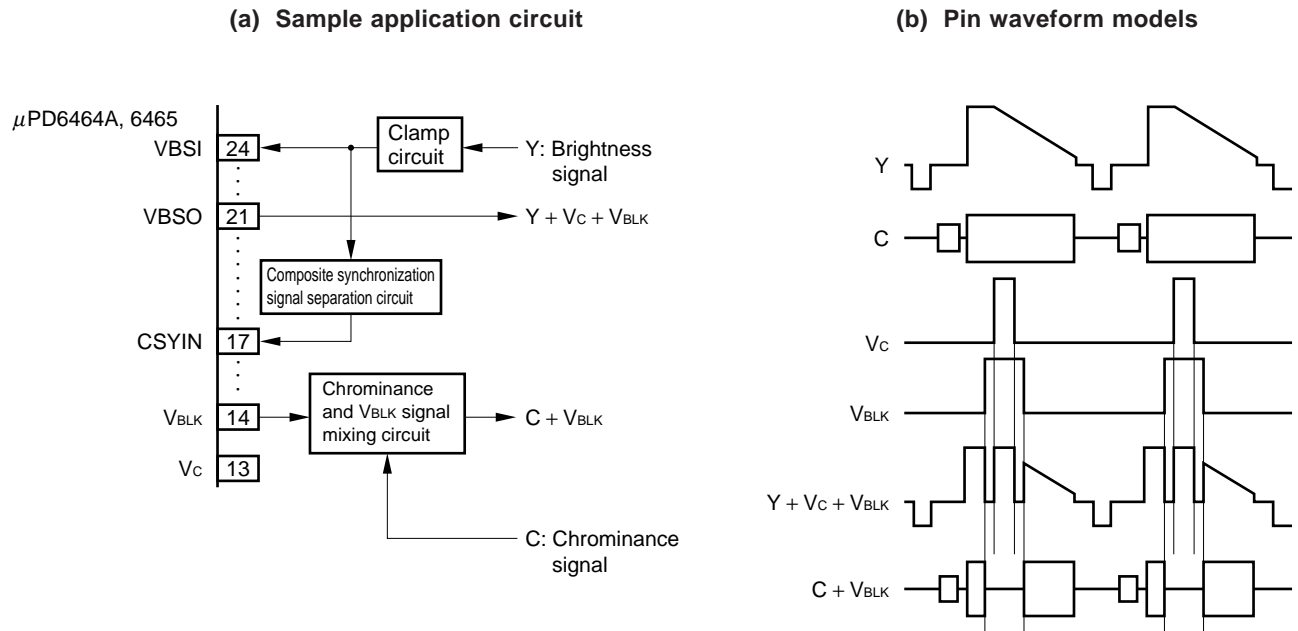 (a) Sample application circuit
µPD6464A, 6465
VBSI
24
Clamp
circuit
Y: Brightness
signal
VBSO
21
Y + VC + VBLK
Composite synchronization
signal separation circuit
CSYIN
17
VBLK
14
Chrominance
and VBLK signal
mixing circuit
C + VBLK
VC
13
C: Chrominance
signal
(b) Pin waveform models
Y
C
VC
VBLK
Y + VC + VBLK
C + VBLK